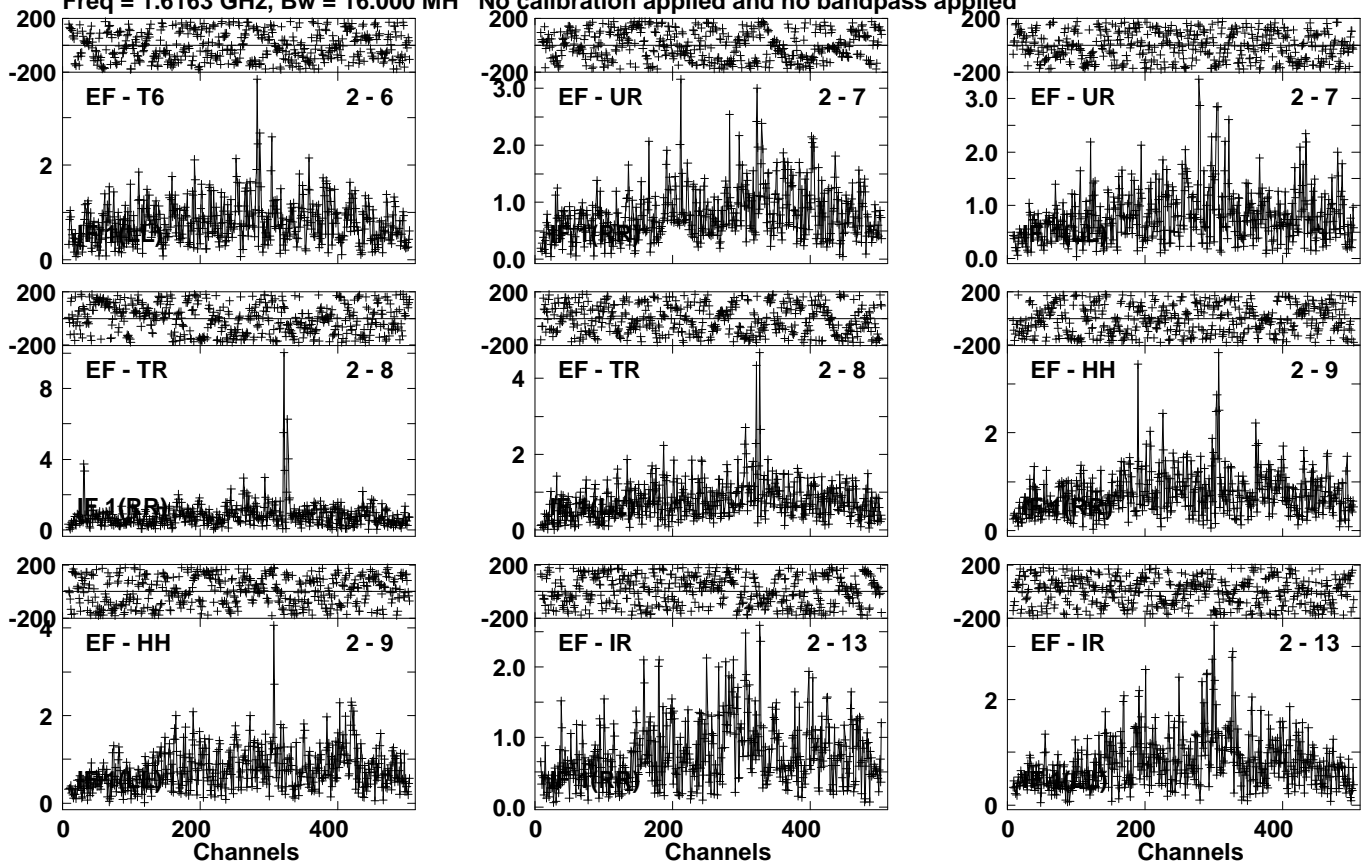 Freq = 1.6163 GHz, Bw = 16.000 MH No calibration applied and no bandpass applied
200 200 200
-200 -200 -200
EF - T6 2 - 6 EF - UR 2 - 7 EF - UR 2 - 7
3.0 3.0
2 2.0 2.0
1.0 1.0
0 0.0 0.0
200 200 200
-200 -200 -200
EF - TR 2 - 8 EF - TR 2 - 8 EF - HH 2 - 9
8 4
4 2 2
IF 1(RR)
0 0 0
200 200 200
-200 -200 -200
4
EF - HH 2 - 9 EF - IR 2 - 13 EF - IR 2 - 13
2 2.0 2
1.0
0 0.0 0
0 200 400 0 200 400 0 200 400
Channels Channels Channels